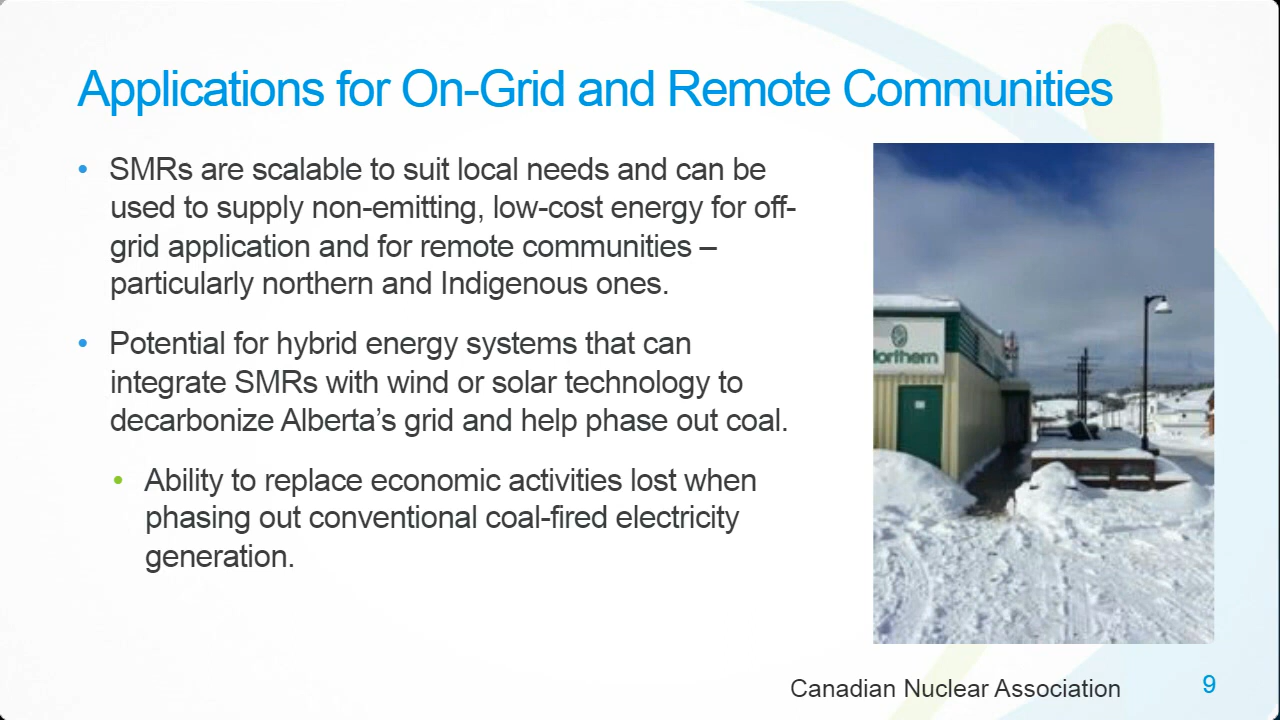 Applications for On-Grid and Remote Communities
• SMRs are scalable to suit local needs and can be
used to supply non-emitting, low-cost energy for off-
grid application and for remote communities –
particularly northern and Indigenous ones.
• Potential for hybrid energy systems that can
integrate SMRs with wind or solar technology to
decarbonize Alberta’s grid and help phase out coal.
• Ability to replace economic activities lost when
phasing out conventional coal-fired electricity
generation.
orthern
Canadian Nuclear Association
9